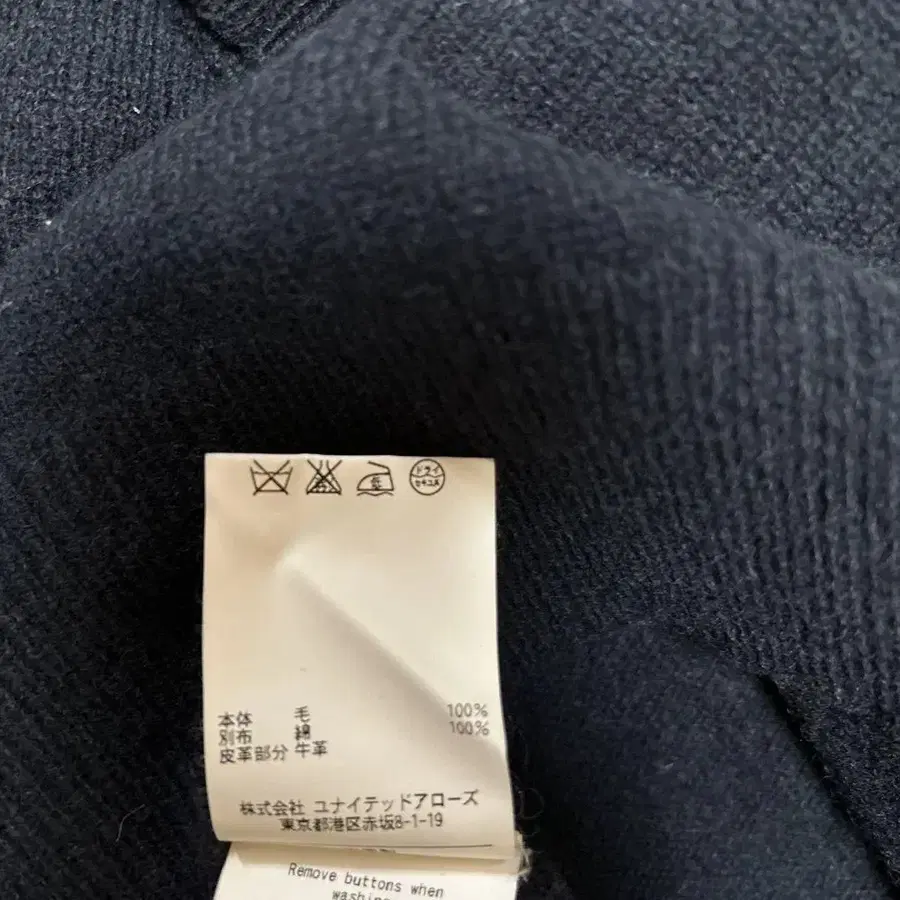 ドライ
セキユ系
低
本体 毛 100%
別布 綿 100%
皮革部分 牛革
株式会社 ユナイテッドアローズ
東京都港区赤坂8-1-19
Remove buttons when